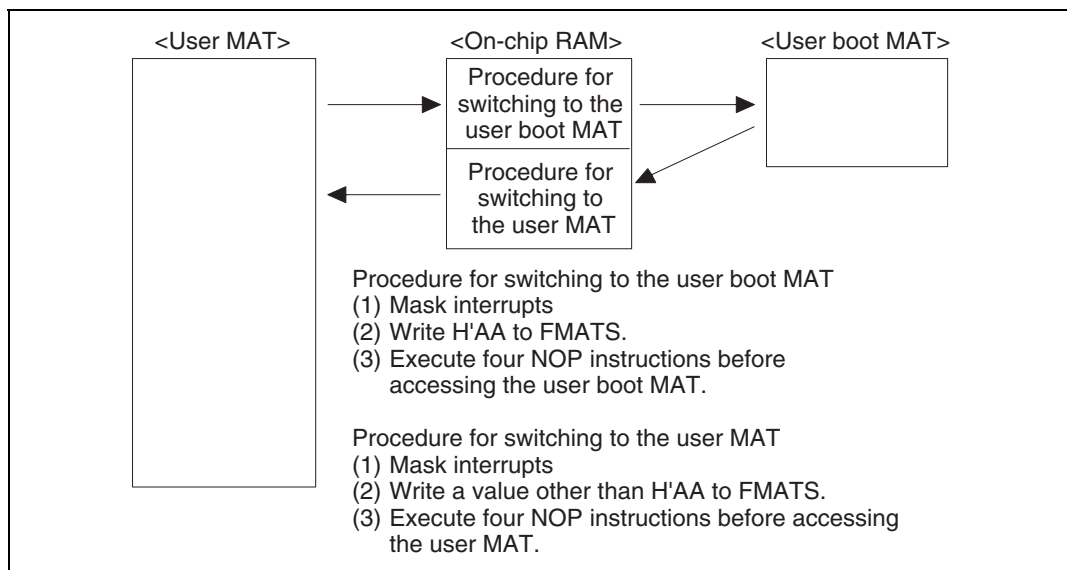 <User MAT>
<On-chip RAM>
<User boot MAT>
Procedure for
switching to the
user boot MAT
Procedure for
switching to
the user MAT
Procedure for switching to the user boot MAT
(1) Mask interrupts
(2) Write H'AA to FMATS.
(3) Execute four NOP instructions before
accessing the user boot MAT.
Procedure for switching to the user MAT
(1) Mask interrupts
(2) Write a value other than H'AA to FMATS.
(3) Execute four NOP instructions before accessing
the user MAT.